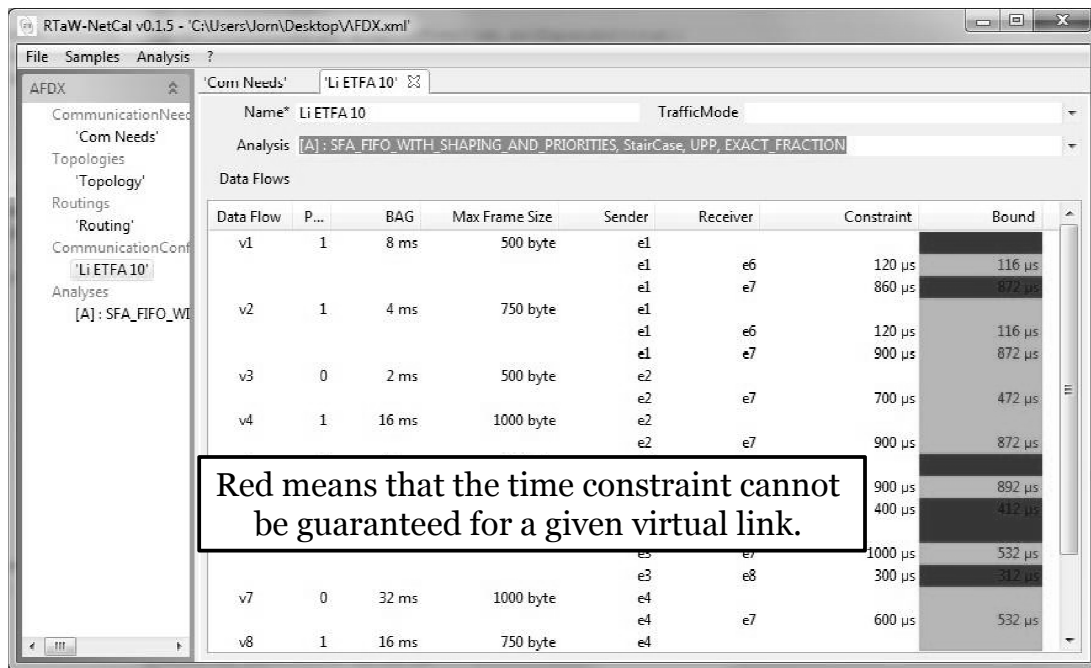 RTaW-NetCal v0.1.5 - 'C:\Users\Jorn\Desktop\AFDX.xml'
File Samples Analysis ?
AFDX
CommunicationNeed
'Com Needs'
Topologies
'Topology'
Routings
'Routing'
CommunicationConf
'Li ETFA 10'
Analyses
[A] : SFA_FIFO_WI
'Com Needs' 'Li ETFA 10'
Name* Li ETFA 10 TrafficMode
Analysis [A] : SFA_FIFO_WITH_SHAPING_AND_PRIORITIES, StairCase, UPP, EXACT_FRACTION
Data Flows
Data Flow P... BAG Max Frame Size Sender Receiver Constraint Bound
v1 1 8 ms 500 byte e1
e1 e6 120 µs 116 µs
e1 e7 860 µs 872 µs
v2 1 4 ms 750 byte e1
e1 e6 120 µs 116 µs
e1 e7 900 µs 872 µs
v3 0 2 ms 500 byte e2
e2 e7 700 µs 472 µs
v4 1 16 ms 1000 byte e2
e2 e7 900 µs 872 µs
900 µs 892 µs
400 µs 412 µs
Red means that the time constraint cannot
be guaranteed for a given virtual link.
e3 e7 1000 µs 532 µs
e3 e8 300 µs 312 µs
v7 0 32 ms 1000 byte e4
e4 e7 600 µs 532 µs
v8 1 16 ms 750 byte e4